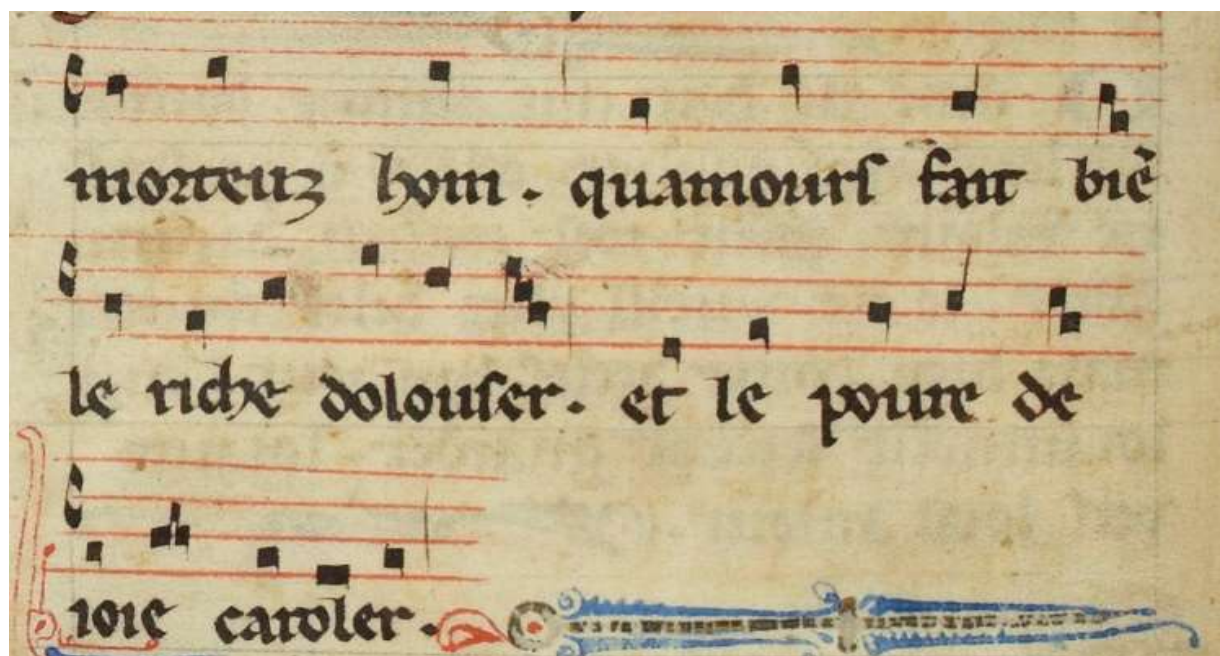 morteuz hom. quamours fait biē
le riche dolouser. et le poure de
ioie caroler.